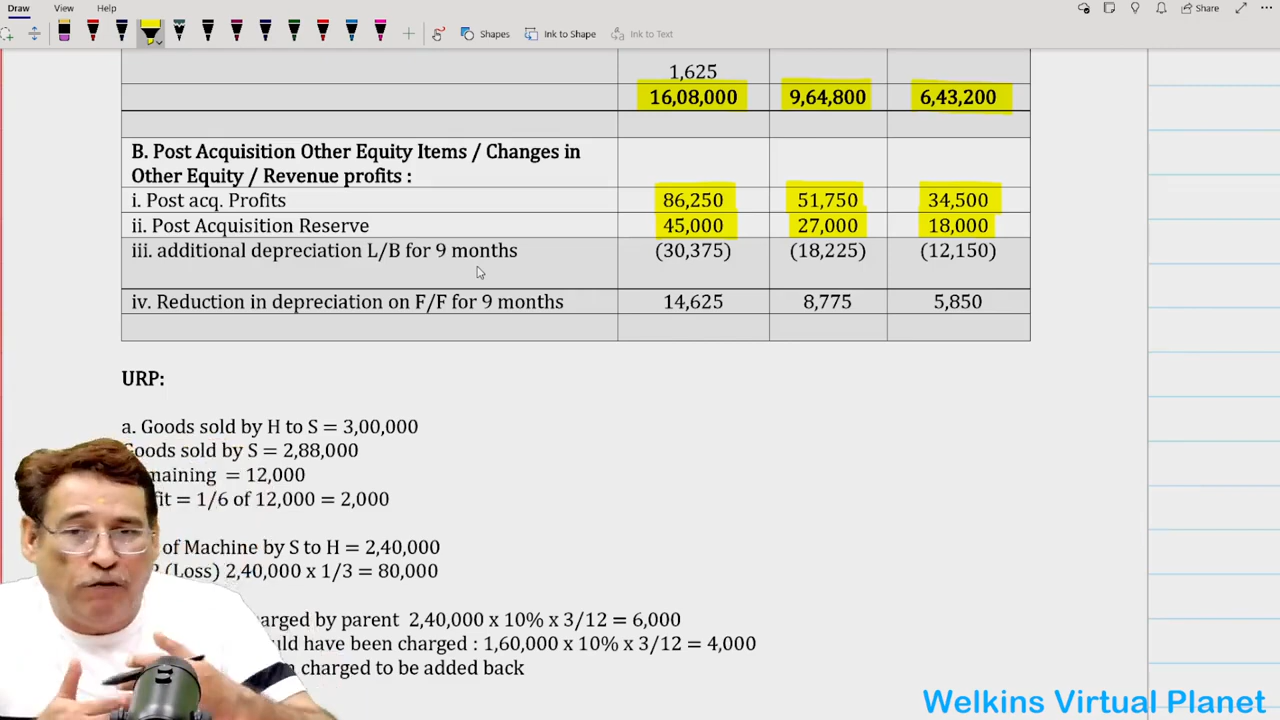 Draw View Help
Shapes Ink to Shape Ink to Text Share
1,625
16,08,000 9,64,800 6,43,200
B. Post Acquisition Other Equity Items / Changes in
Other Equity / Revenue profits :
i. Post acq. Profits 86,250 51,750 34,500
ii. Post Acquisition Reserve 45,000 27,000 18,000
iii. additional depreciation L/B for 9 months (30,375) (18,225) (12,150)
iv. Reduction in depreciation on F/F for 9 months 14,625 8,775 5,850
URP:
a. Goods sold by H to S = 3,00,000
Goods sold by S = 2,88,000
= 12,000
= 1/6 of 12,000 = 2,000
of Machine by S to H = 2,40,000
(Loss) 2,40,000 x 1/3 = 80,000
by parent 2,40,000 x 10% x 3/12 = 6,000
have been charged : 1,60,000 x 10% x 3/12 = 4,000
charged to be added back
Welkins Virtual Planet